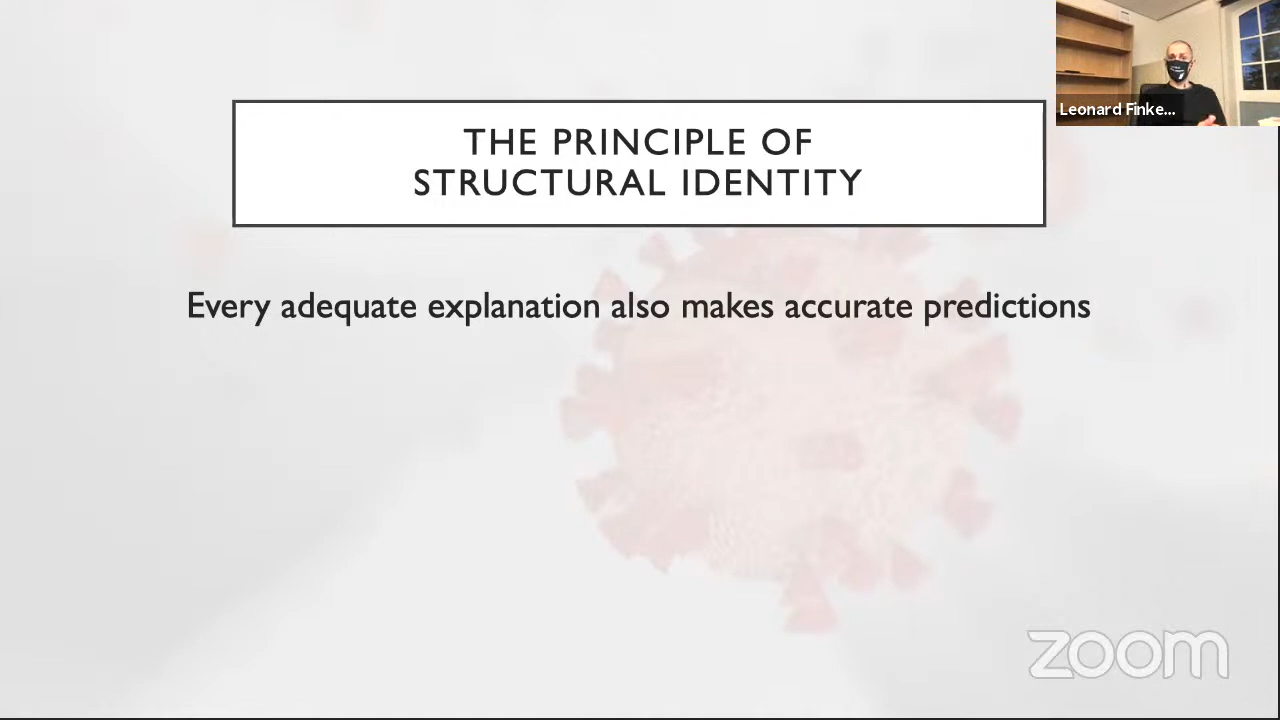 THE PRINCIPLE OF
STRUCTURAL IDENTITY
Every adequate explanation also makes accurate predictions
Leonard Finke...
zoom